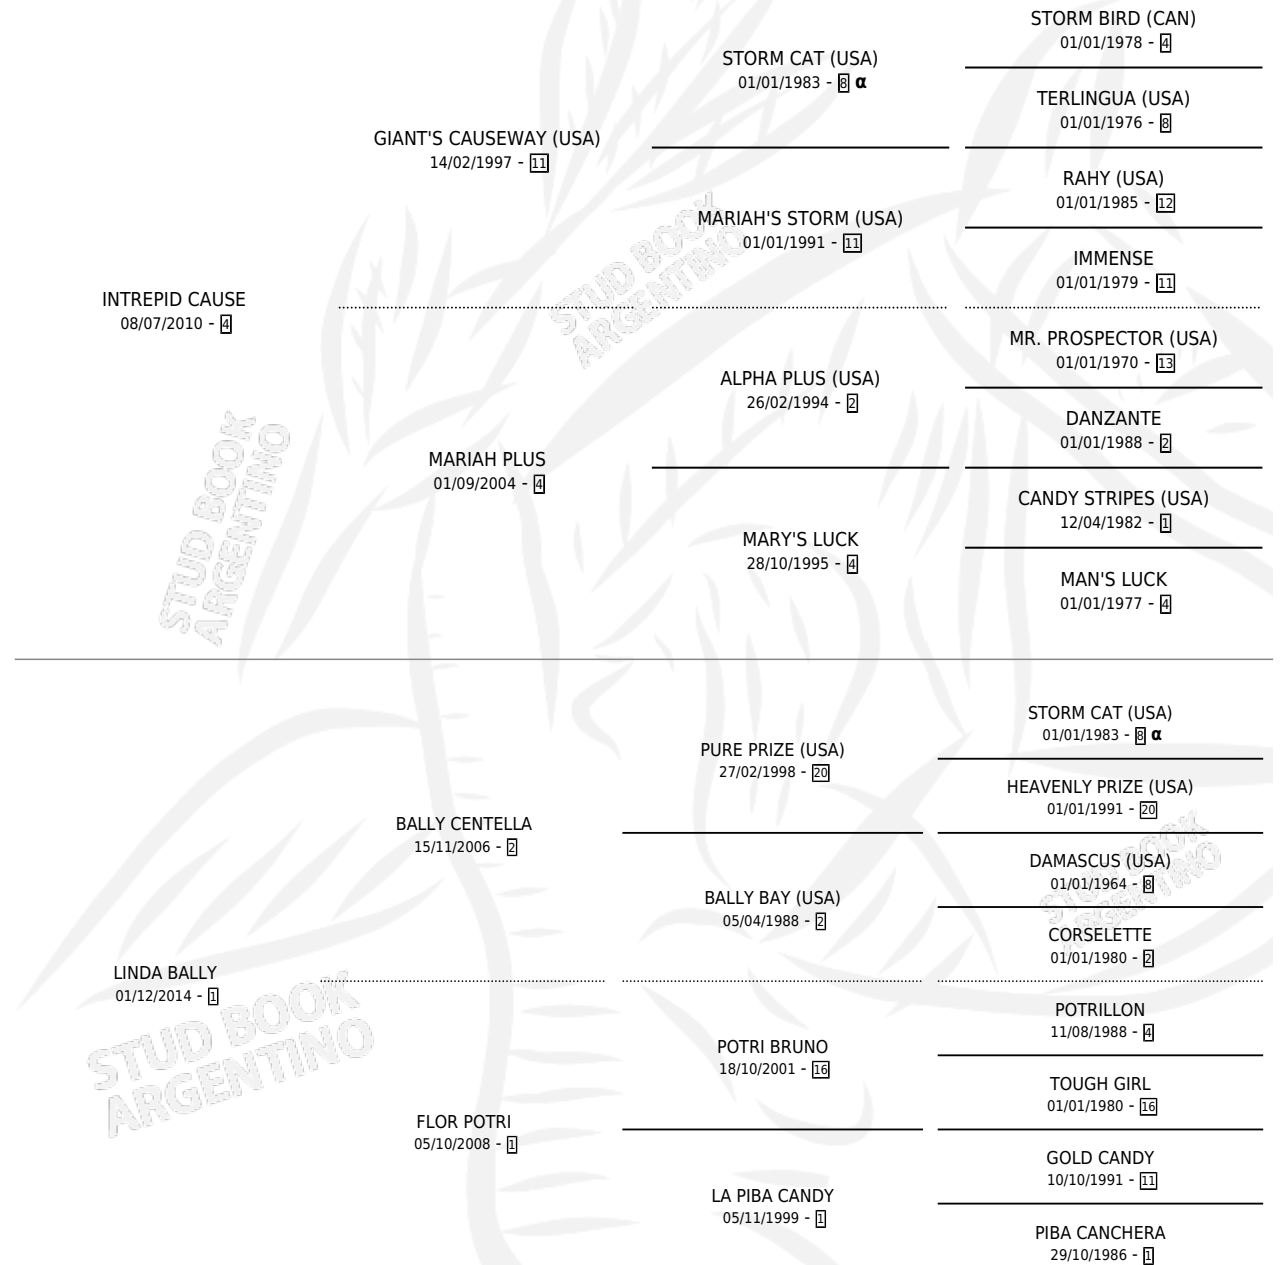 STORM BIRD (CAN)
01/01/1978 - 4
STORM CAT (USA)
01/01/1983 - 8 α
TERLINGUA (USA)
01/01/1976 - 8
GIANT'S CAUSEWAY (USA)
14/02/1997 - 11
RAHY (USA)
01/01/1985 - 12
MARIAH'S STORM (USA)
01/01/1991 - 11
IMMENSE
01/01/1979 - 11
INTREPID CAUSE
08/07/2010 - 4
MR. PROSPECTOR (USA)
01/01/1970 - 13
ALPHA PLUS (USA)
26/02/1994 - 2
DANZANTE
01/01/1988 - 2
MARIAH PLUS
01/09/2004 - 4
CANDY STRIPES (USA)
12/04/1982 - 1
MARY'S LUCK
28/10/1995 - 4
MAN'S LUCK
01/01/1977 - 4
STORM CAT (USA)
01/01/1983 - 8 α
PURE PRIZE (USA)
27/02/1998 - 20
HEAVENLY PRIZE (USA)
01/01/1991 - 20
BALLY CENTELLA
15/11/2006 - 2
DAMASCUS (USA)
01/01/1964 - 8
BALLY BAY (USA)
05/04/1988 - 2
CORSELETTE
01/01/1980 - 2
LINDA BALLY
01/12/2014 - 1
POTRILLON
11/08/1988 - 4
POTRI BRUNO
18/10/2001 - 16
TOUGH GIRL
01/01/1980 - 16
FLOR POTRI
05/10/2008 - 1
GOLD CANDY
10/10/1991 - 11
LA PIBA CANDY
05/11/1999 - 1
PIBA CANCHERA
29/10/1986 - 1
STUD BOOK
ARGENTINO
STUD BOOK
ARGENTINO
STUD BOOK
ARGENTINO
STUD BOOK
ARGENTINO